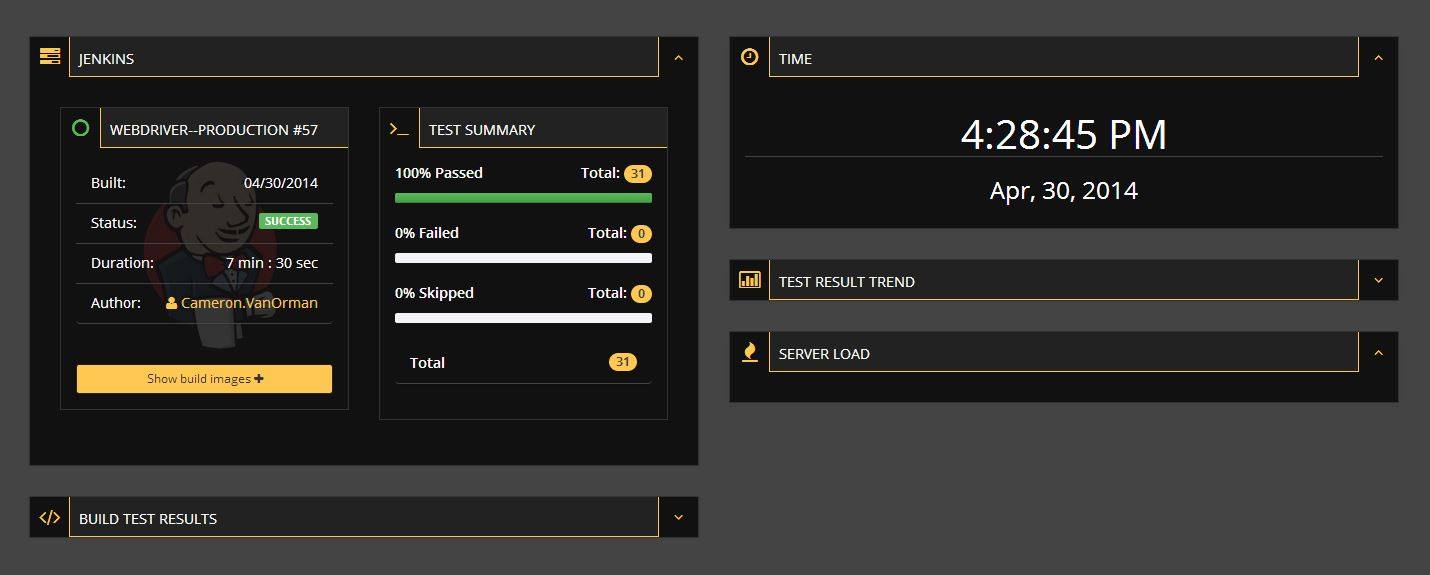 JENKINS
WEBDRIVER--PRODUCTION #57
Built: 04/30/2014
Status: SUCCESS
Duration: 7 min : 30 sec
Author: Cameron.VanOrman
Show build images
TEST SUMMARY
100% Passed Total: 31
0% Failed Total: 0
0% Skipped Total: 0
Total 31
BUILD TEST RESULTS
TIME
4:28:45 PM
Apr, 30, 2014
TEST RESULT TREND
SERVER LOAD